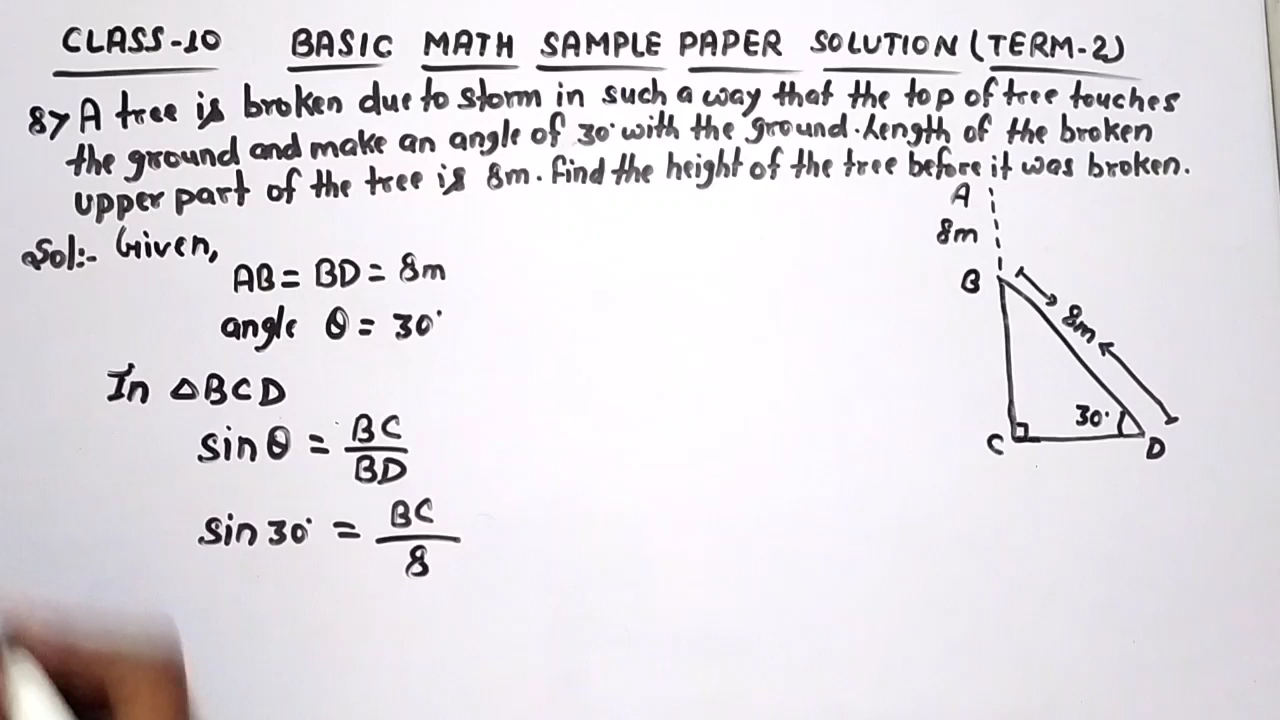 CLASS-10 BASIC MATH SAMPLE PAPER SOLUTION (TERM-2)
8> A tree is broken due to storm in such a way that the top of tree touches
the ground and make an angle of 30° with the ground. Length of the broken
upper part of the tree is 8m. Find the height of the tree before it was broken.
Sol:- Given,
AB = BD = 8m
angle θ = 30°
In △BCD
sin θ = BC/BD
sin 30° = BC/8
A
8m
B
8m
30°
C
D